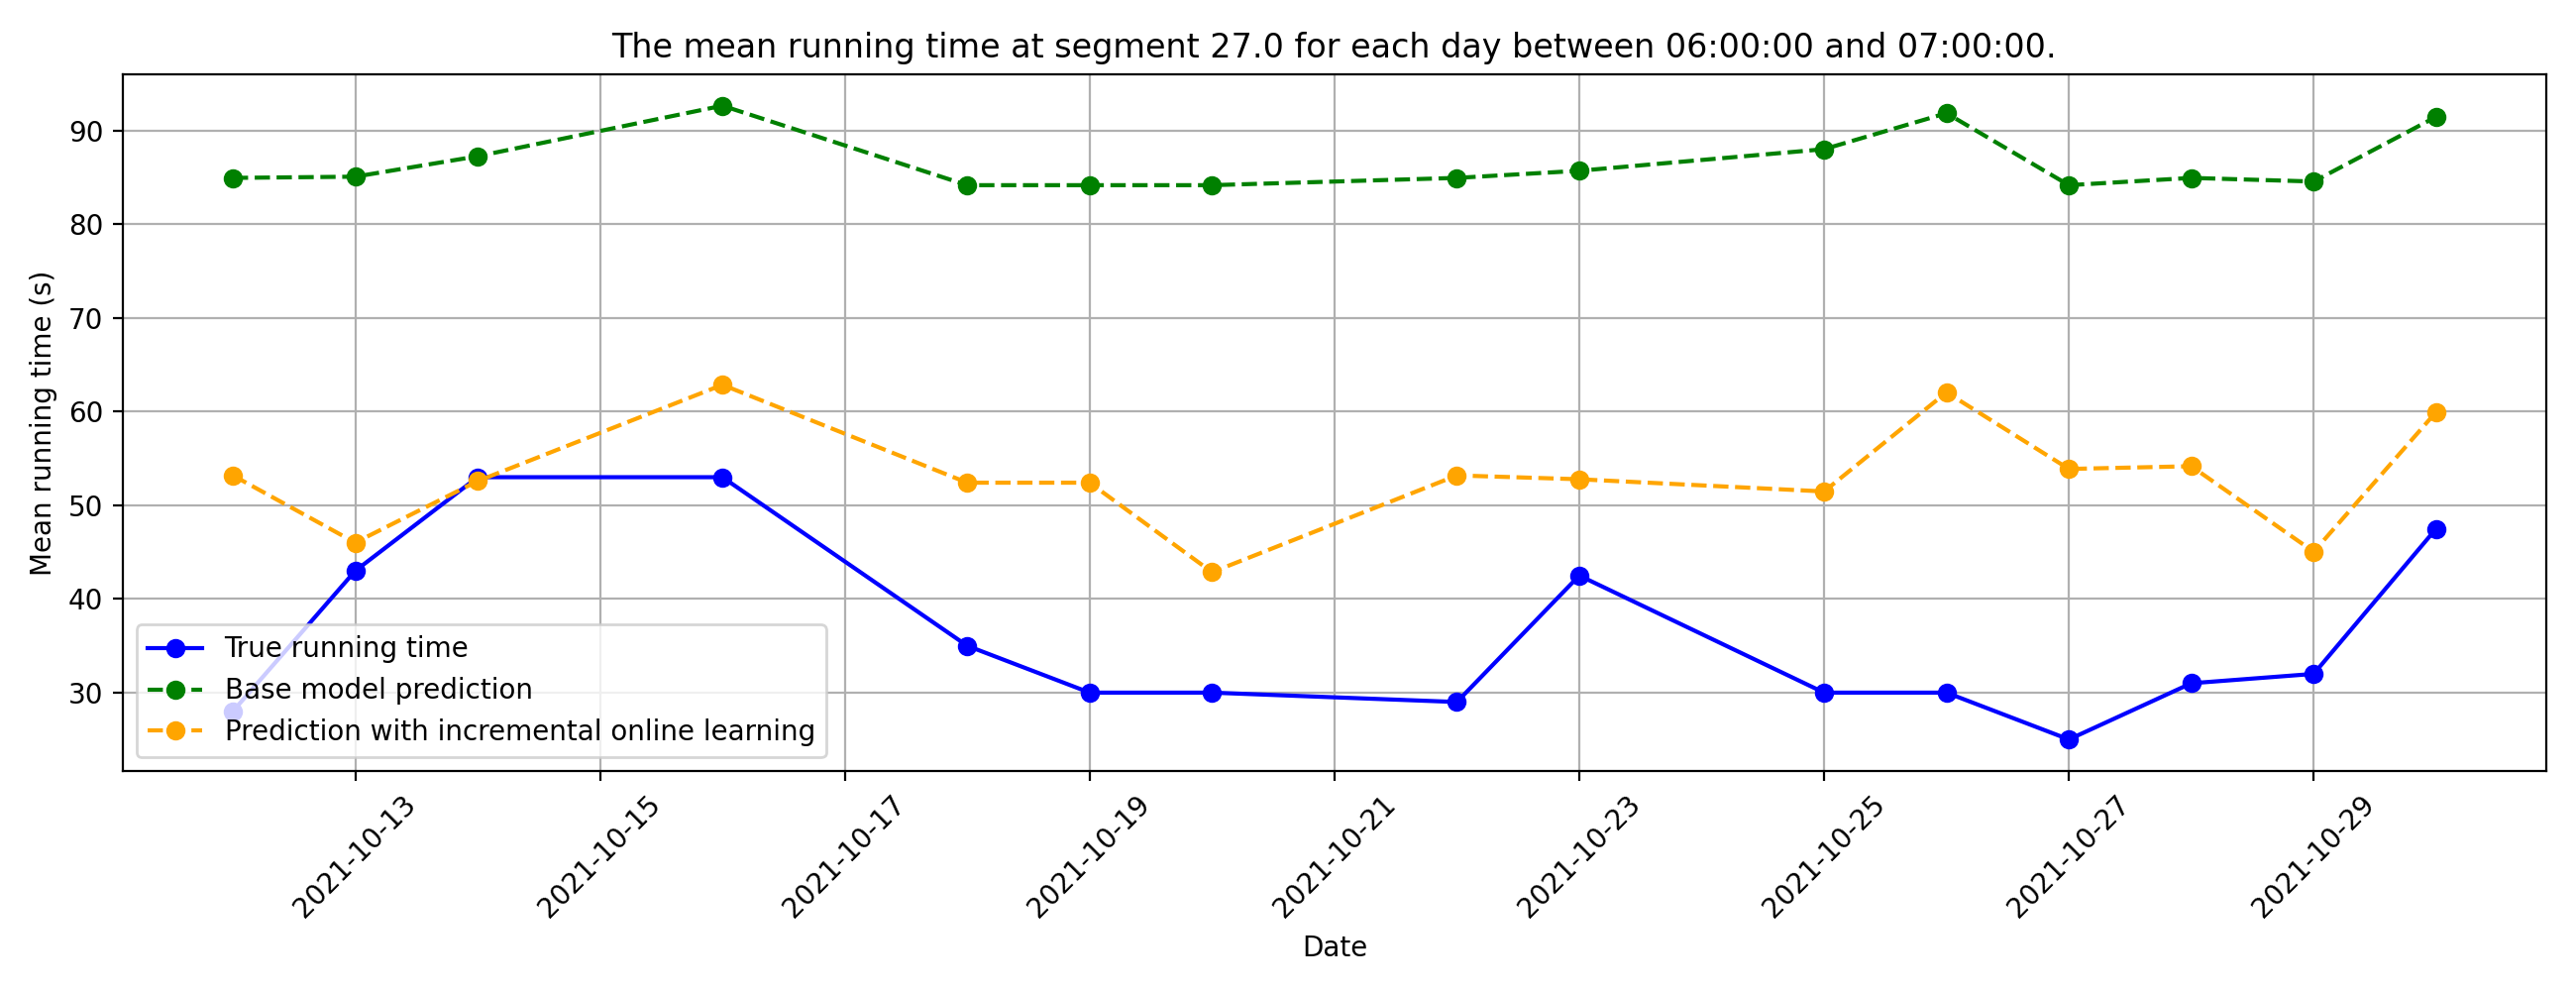 The mean running time at segment 27.0 for each day between 06:00:00 and 07:00:00.
Mean running time (s)
90
80
70
60
50
40
30
True running time
Base model prediction
Prediction with incremental online learning
2021-10-13
2021-10-15
2021-10-17
2021-10-19
2021-10-21
2021-10-23
2021-10-25
2021-10-27
2021-10-29
Date